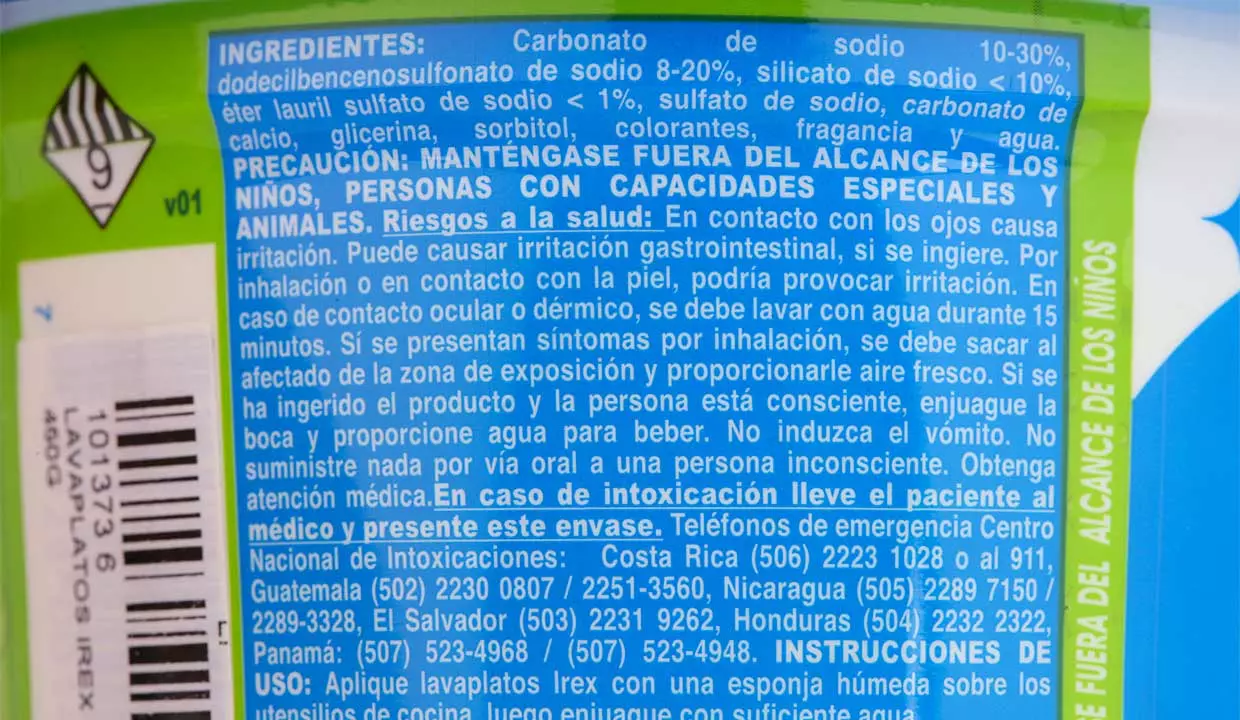 INGREDIENTES: Carbonato de sodio 10-30%,
dodecilbencenosulfonato de sodio 8-20%, silicato de sodio < 10%,
éter lauril sulfato de sodio < 1%, sulfato de sodio, carbonato de
calcio, glicerina, sorbitol, colorantes, fragancia y agua.
PRECAUCIÓN: MANTÉNGASE FUERA DEL ALCANCE DE LOS
NIÑOS, PERSONAS CON CAPACIDADES ESPECIALES Y
ANIMALES. Riesgos a la salud: En contacto con los ojos causa
irritación. Puede causar irritación gastrointestinal, si se ingiere. Por
inhalación o en contacto con la piel, podría provocar irritación. En
caso de contacto ocular o dérmico, se debe lavar con agua durante 15
minutos. Sí se presentan síntomas por inhalación, se debe sacar al
afectado de la zona de exposición y proporcionarle aire fresco. Si se
ha ingerido el producto y la persona está consciente, enjuague la
boca y proporcione agua para beber. No induzca el vómito. No
suministre nada por vía oral a una persona inconsciente. Obtenga
atención médica.En caso de intoxicación lleve el paciente al
médico y presente este envase. Teléfonos de emergencia Centro
Nacional de Intoxicaciones: Costa Rica (506) 2223 1028 o al 911,
Guatemala (502) 2230 0807 / 2251-3560, Nicaragua (505) 2289 7150 /
2289-3328, El Salvador (503) 2231 9262, Honduras (504) 2232 2322,
Panamá: (507) 523-4968 / (507) 523-4948. INSTRUCCIONES DE
USO: Aplique lavaplatos Irex con una esponja húmeda sobre los
utensilios de cocina, luego enjuague con suficiente agua
9
v01
7
101373 6
LAVAPLATOS IREX
450G
L:
SE FUERA DEL ALCANCE DE LOS NIÑOS